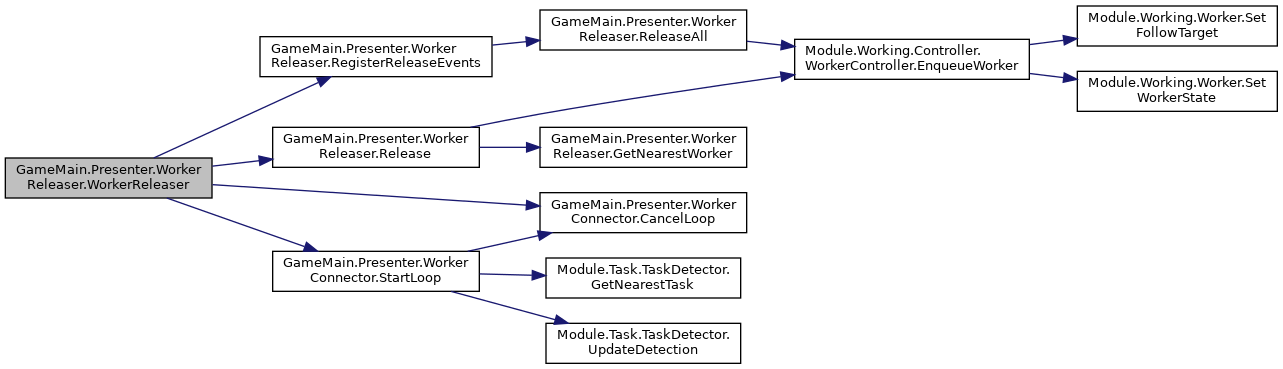 GameMain.Presenter.Worker
Releaser.WorkerReleaser
GameMain.Presenter.Worker
Releaser.RegisterReleaseEvents
GameMain.Presenter.Worker
Releaser.ReleaseAll
Module.Working.Controller.
WorkerController.EnqueueWorker
Module.Working.Worker.Set
FollowTarget
Module.Working.Worker.Set
WorkerState
GameMain.Presenter.Worker
Releaser.Release
GameMain.Presenter.Worker
Releaser.GetNearestWorker
GameMain.Presenter.Worker
Connector.CancelLoop
GameMain.Presenter.Worker
Connector.StartLoop
Module.Task.TaskDetector.
GetNearestTask
Module.Task.TaskDetector.
UpdateDetection